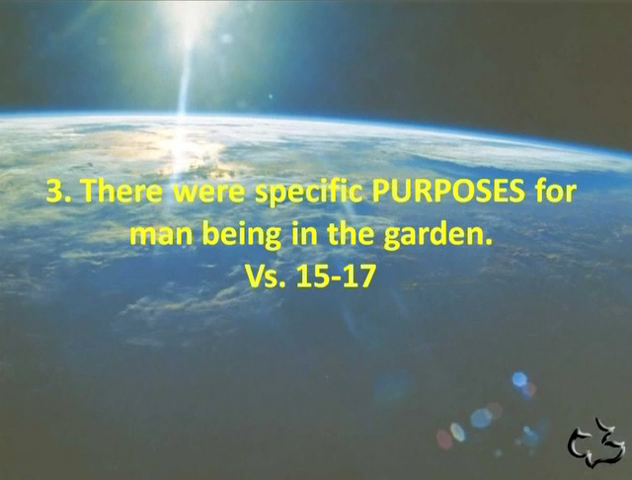 3. There were specific PURPOSES for
man being in the garden.
Vs. 15-17